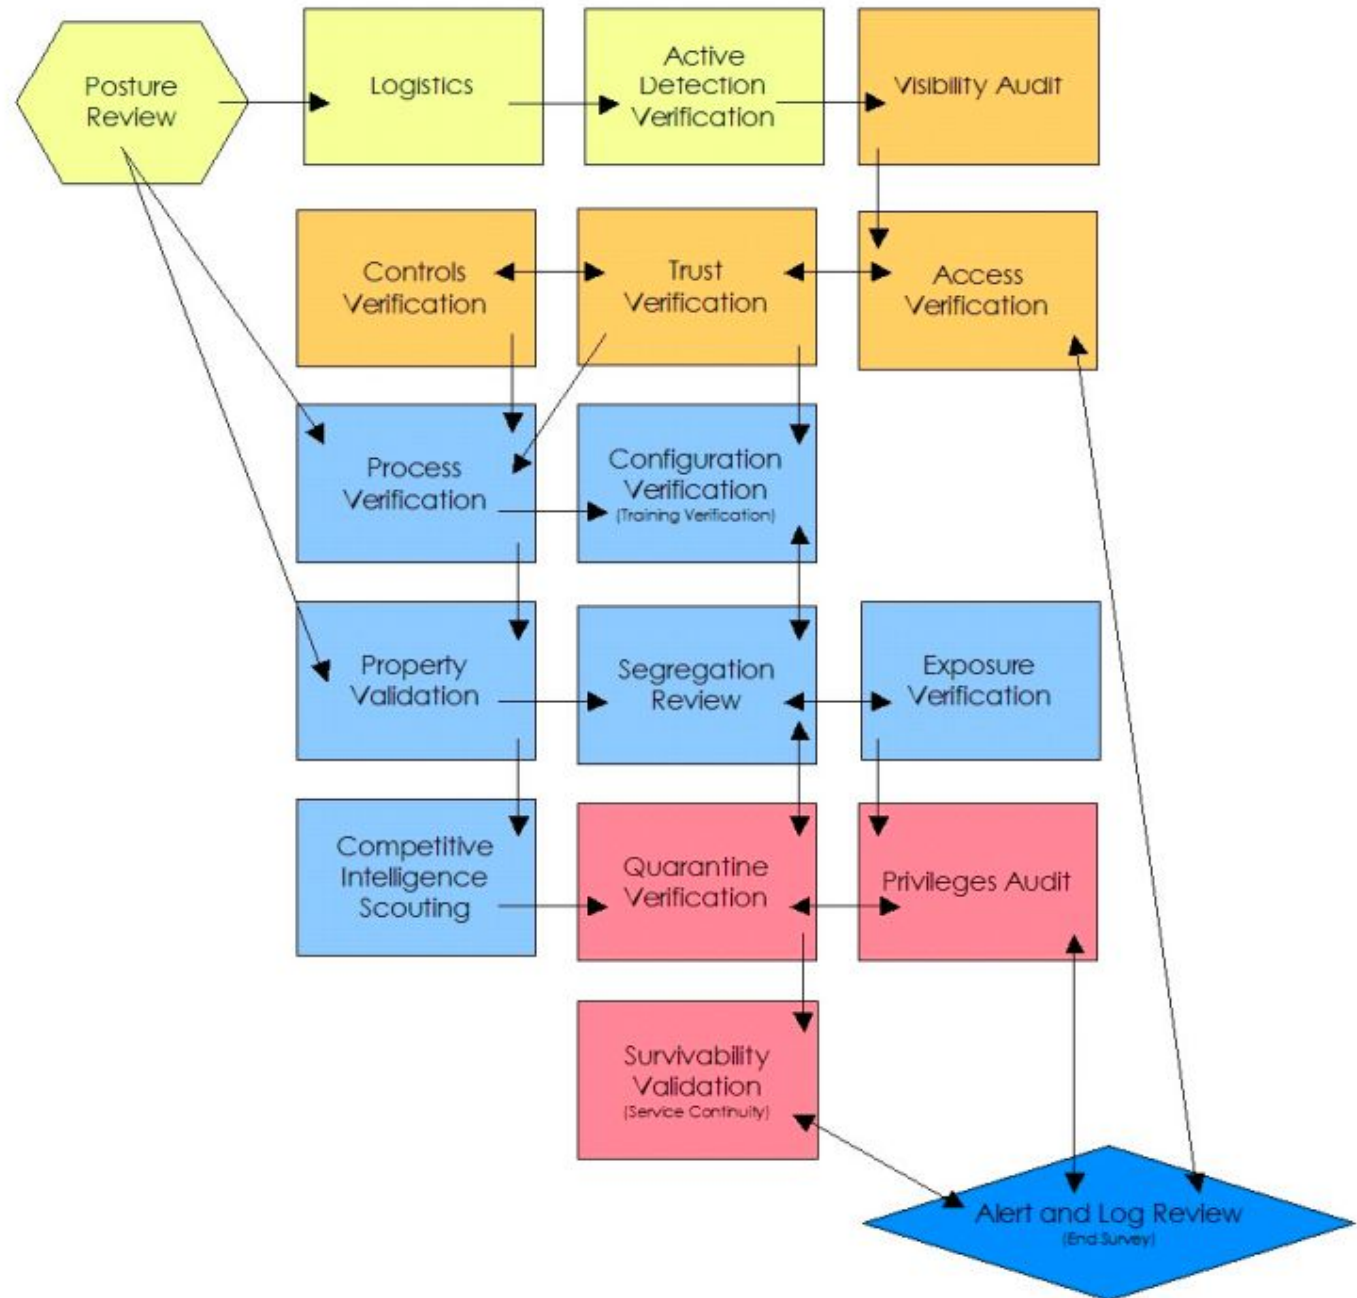 Posture
Review
Logistics
Active
Detection
Verification
Visibility Audit
Controls
Verification
Trust
Verification
Access
Verification
Process
Verification
Configuration
Verification
(Training Verification)
Property
Validation
Segregation
Review
Exposure
Verification
Competitive
Intelligence
Scouting
Quarantine
Verification
Privileges Audit
Survivability
Validation
(Service Continuity)
Alert and Log Review
(End Survey)